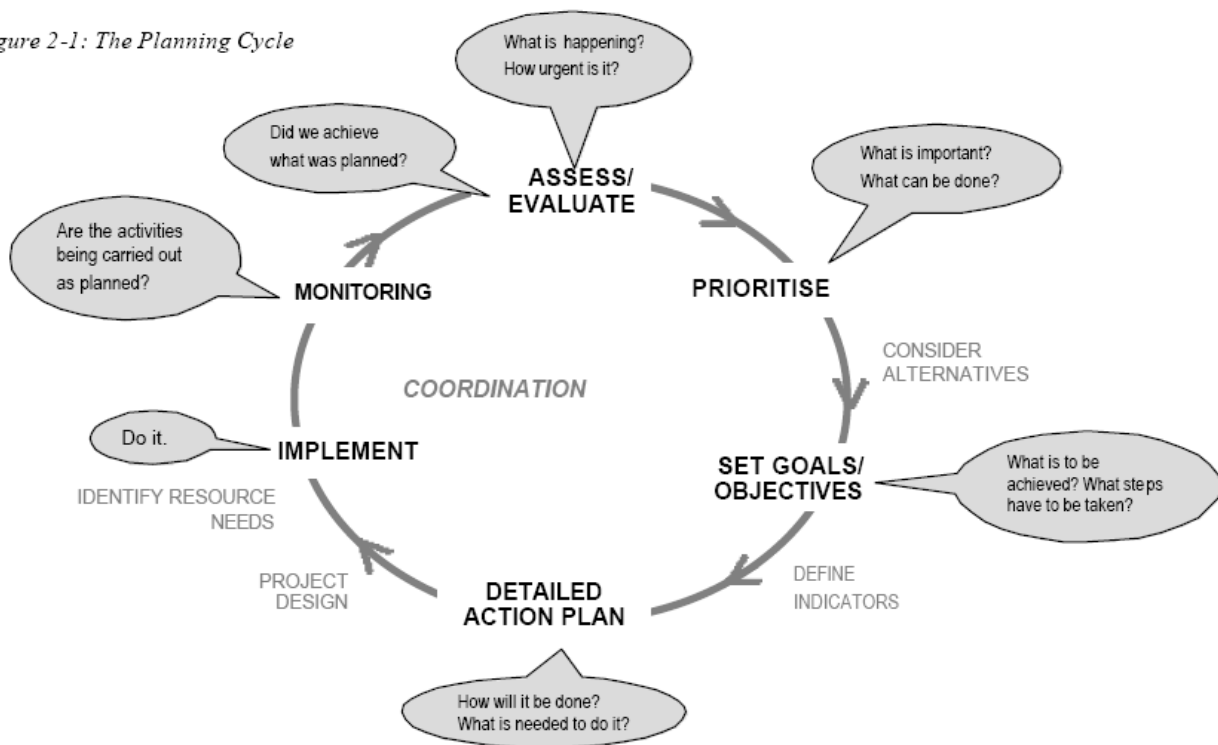 gure 2-1: The Planning Cycle
What is happening?
How urgent is it?
Did we achieve
what was planned?
ASSESS/
EVALUATE
What is important?
What can be done?
Are the activities
being carried out
as planned?
MONITORING
PRIORITISE
CONSIDER
ALTERNATIVES
COORDINATION
Do it.
IMPLEMENT
SET GOALS/
OBJECTIVES
What is to be
achieved? What steps
have to be taken?
IDENTIFY RESOURCE
NEEDS
PROJECT
DESIGN
DETAILED
ACTION PLAN
DEFINE
INDICATORS
How will it be done?
What is needed to do it?